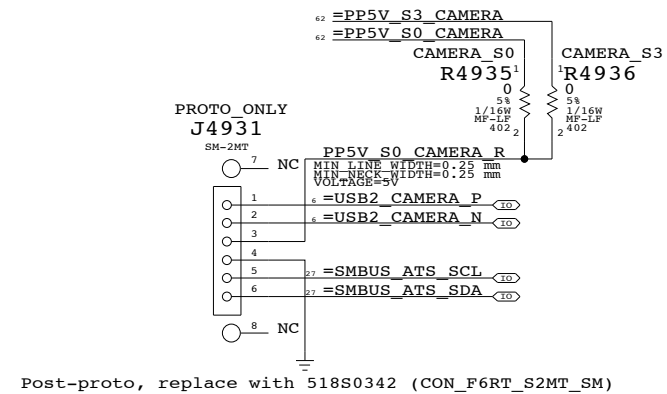 62 =PP5V_S3_CAMERA
62 =PP5V_S0_CAMERA
CAMERA_S0
CAMERA_S3
R4935 1
1 R4936
0
0
5%
5%
1/16W
1/16W
MF-LF
MF-LF
402
402
2
2
PROTO_ONLY
J4931
SM-2MT
7 NC
PP5V_S0_CAMERA_R
MIN_LINE_WIDTH=0.25 mm
MIN_NECK_WIDTH=0.25 mm
VOLTAGE=5V
1 6 =USB2_CAMERA_P IO
2 6 =USB2_CAMERA_N IO
3
4
5 27 =SMBUS_ATS_SCL IO
6 27 =SMBUS_ATS_SDA IO
8 NC
Post-proto, replace with 518S0342 (CON_F6RT_S2MT_SM)